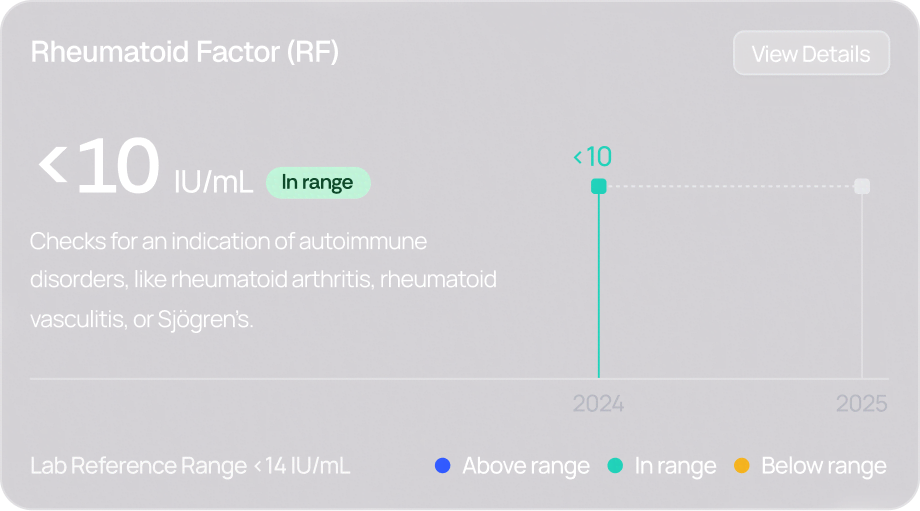 Rheumatoid Factor (RF)
View Details
<10 IU/mL In range
Checks for an indication of autoimmune
disorders, like rheumatoid arthritis, rheumatoid
vasculitis, or Sjögren's.
<10
2024
2025
Lab Reference Range <14 IU/mL
Above range
In range
Below range